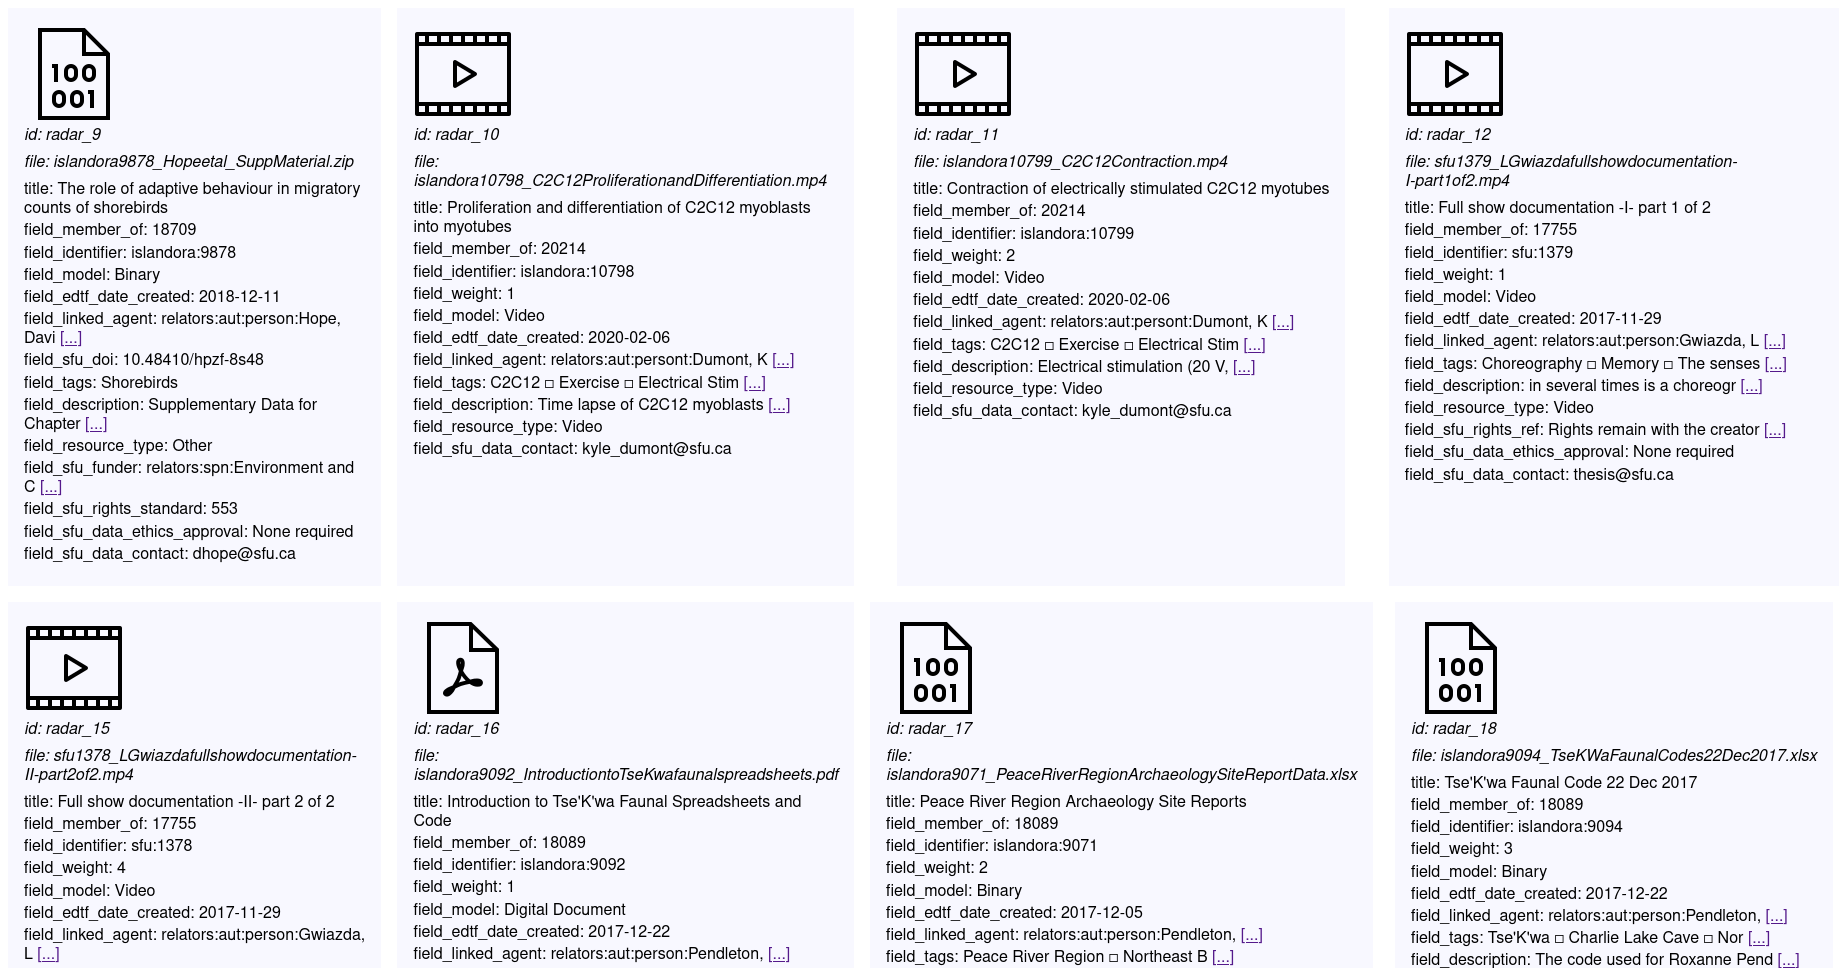 100
001
id: radar_9
file: islandora9878_Hopeetal_SuppMaterial.zip
title: The role of adaptive behaviour in migratory
counts of shorebirds
field_member_of: 18709
field_identifier: islandora:9878
field_model: Binary
field_edtf_date_created: 2018-12-11
field_linked_agent: relators:aut:person:Hope,
Davi [...]
field_sfu_doi: 10.48410/hpzf-8s48
field_tags: Shorebirds
field_description: Supplementary Data for
Chapter [...]
field_resource_type: Other
field_sfu_funder: relators:spn:Environment and
C [...]
field_sfu_rights_standard: 553
field_sfu_data_ethics_approval: None required
field_sfu_data_contact: dhope@sfu.ca
id: radar_10
file:
islandora10798_C2C12ProliferationandDifferentiation.mp4
title: Proliferation and differentiation of C2C12 myoblasts
into myotubes
field_member_of: 20214
field_identifier: islandora:10798
field_weight: 1
field_model: Video
field_edtf_date_created: 2020-02-06
field_linked_agent: relators:aut:persont:Dumont, K [...]
field_tags: C2C12 □ Exercise □ Electrical Stim [...]
field_description: Time lapse of C2C12 myoblasts [...]
field_resource_type: Video
field_sfu_data_contact: kyle_dumont@sfu.ca
id: radar_11
file: islandora10799_C2C12Contraction.mp4
title: Contraction of electrically stimulated C2C12 myotubes
field_member_of: 20214
field_identifier: islandora:10799
field_weight: 2
field_model: Video
field_edtf_date_created: 2020-02-06
field_linked_agent: relators:aut:persont:Dumont, K [...]
field_tags: C2C12 □ Exercise □ Electrical Stim [...]
field_description: Electrical stimulation (20 V, [...]
field_resource_type: Video
field_sfu_data_contact: kyle_dumont@sfu.ca
id: radar_12
file: sfu1379_LGwiazdafullshowdocumentation-
I-part1of2.mp4
title: Full show documentation -I- part 1 of 2
field_member_of: 17755
field_identifier: sfu:1379
field_weight: 1
field_model: Video
field_edtf_date_created: 2017-11-29
field_linked_agent: relators:aut:person:Gwiazda, L [...]
field_tags: Choreography □ Memory □ The senses [...]
field_description: in several times is a choreogr [...]
field_resource_type: Video
field_sfu_rights_ref: Rights remain with the creator [...]
field_sfu_data_ethics_approval: None required
field_sfu_data_contact: thesis@sfu.ca
id: radar_15
file: sfu1378_LGwiazdafullshowdocumentation-
II-part2of2.mp4
title: Full show documentation -II- part 2 of 2
field_member_of: 17755
field_identifier: sfu:1378
field_weight: 4
field_model: Video
field_edtf_date_created: 2017-11-29
field_linked_agent: relators:aut:person:Gwiazda,
L [...]
id: radar_16
file:
islandora9092_IntroductiontoTseKwafaunalspreadsheets.pdf
title: Introduction to Tse'K'wa Faunal Spreadsheets and
Code
field_member_of: 18089
field_identifier: islandora:9092
field_weight: 1
field_model: Digital Document
field_edtf_date_created: 2017-12-22
field_linked_agent: relators:aut:person:Pendleton, [...]
100
001
id: radar_17
file:
islandora9071_PeaceRiverRegionArchaeologySiteReportData.xlsx
title: Peace River Region Archaeology Site Reports
field_member_of: 18089
field_identifier: islandora:9071
field_weight: 2
field_model: Binary
field_edtf_date_created: 2017-12-05
field_linked_agent: relators:aut:person:Pendleton, [...]
field_tags: Peace River Region □ Northeast B [...]
100
001
id: radar_18
file: islandora9094_TseKWaFaunalCodes22Dec2017.xlsx
title: Tse'K'wa Faunal Code 22 Dec 2017
field_member_of: 18089
field_identifier: islandora:9094
field_weight: 3
field_model: Binary
field_edtf_date_created: 2017-12-22
field_linked_agent: relators:aut:person:Pendleton, [...]
field_tags: Tse'K'wa □ Charlie Lake Cave □ Nor [...]
field_description: The code used for Roxanne Pend [...]